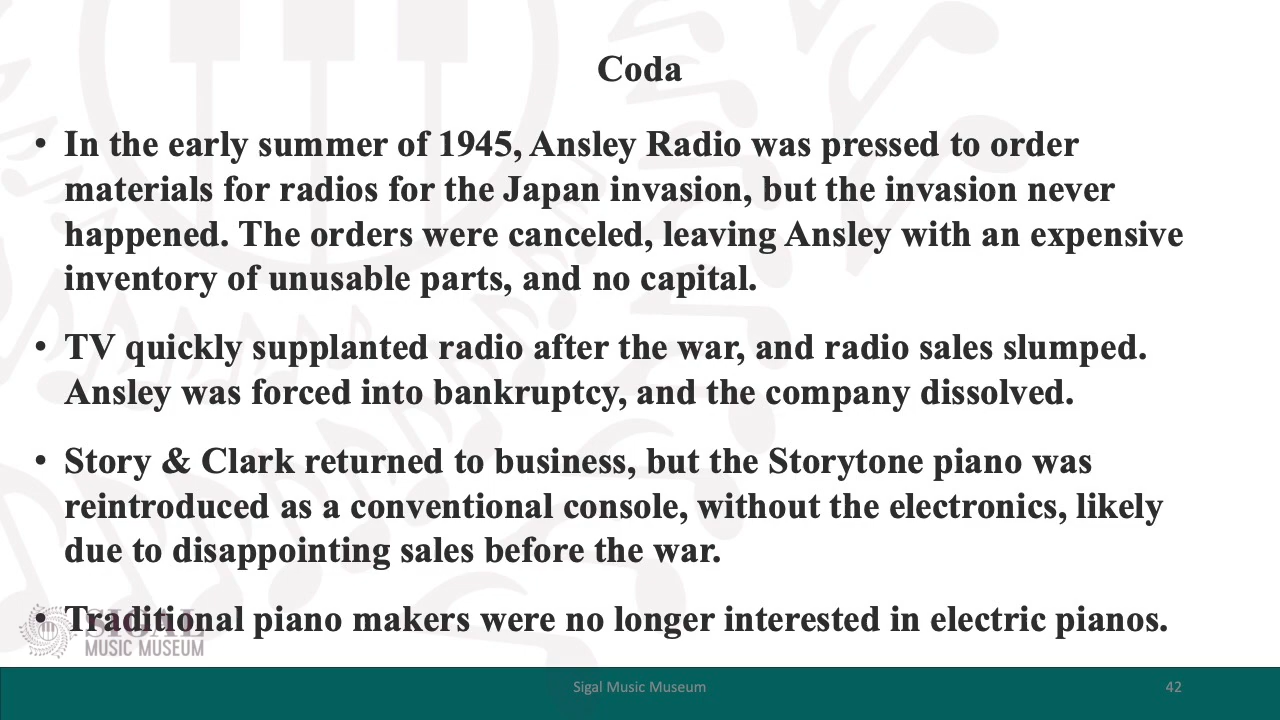 Coda
• In the early summer of 1945, Ansley Radio was pressed to order
materials for radios for the Japan invasion, but the invasion never
happened. The orders were canceled, leaving Ansley with an expensive
inventory of unusable parts, and no capital.
• TV quickly supplanted radio after the war, and radio sales slumped.
Ansley was forced into bankruptcy, and the company dissolved.
• Story & Clark returned to business, but the Storytone piano was
reintroduced as a conventional console, without the electronics, likely
due to disappointing sales before the war.
• Traditional piano makers were no longer interested in electric pianos.
SIGAL
MUSIC MUSEUM
Sigal Music Museum
42